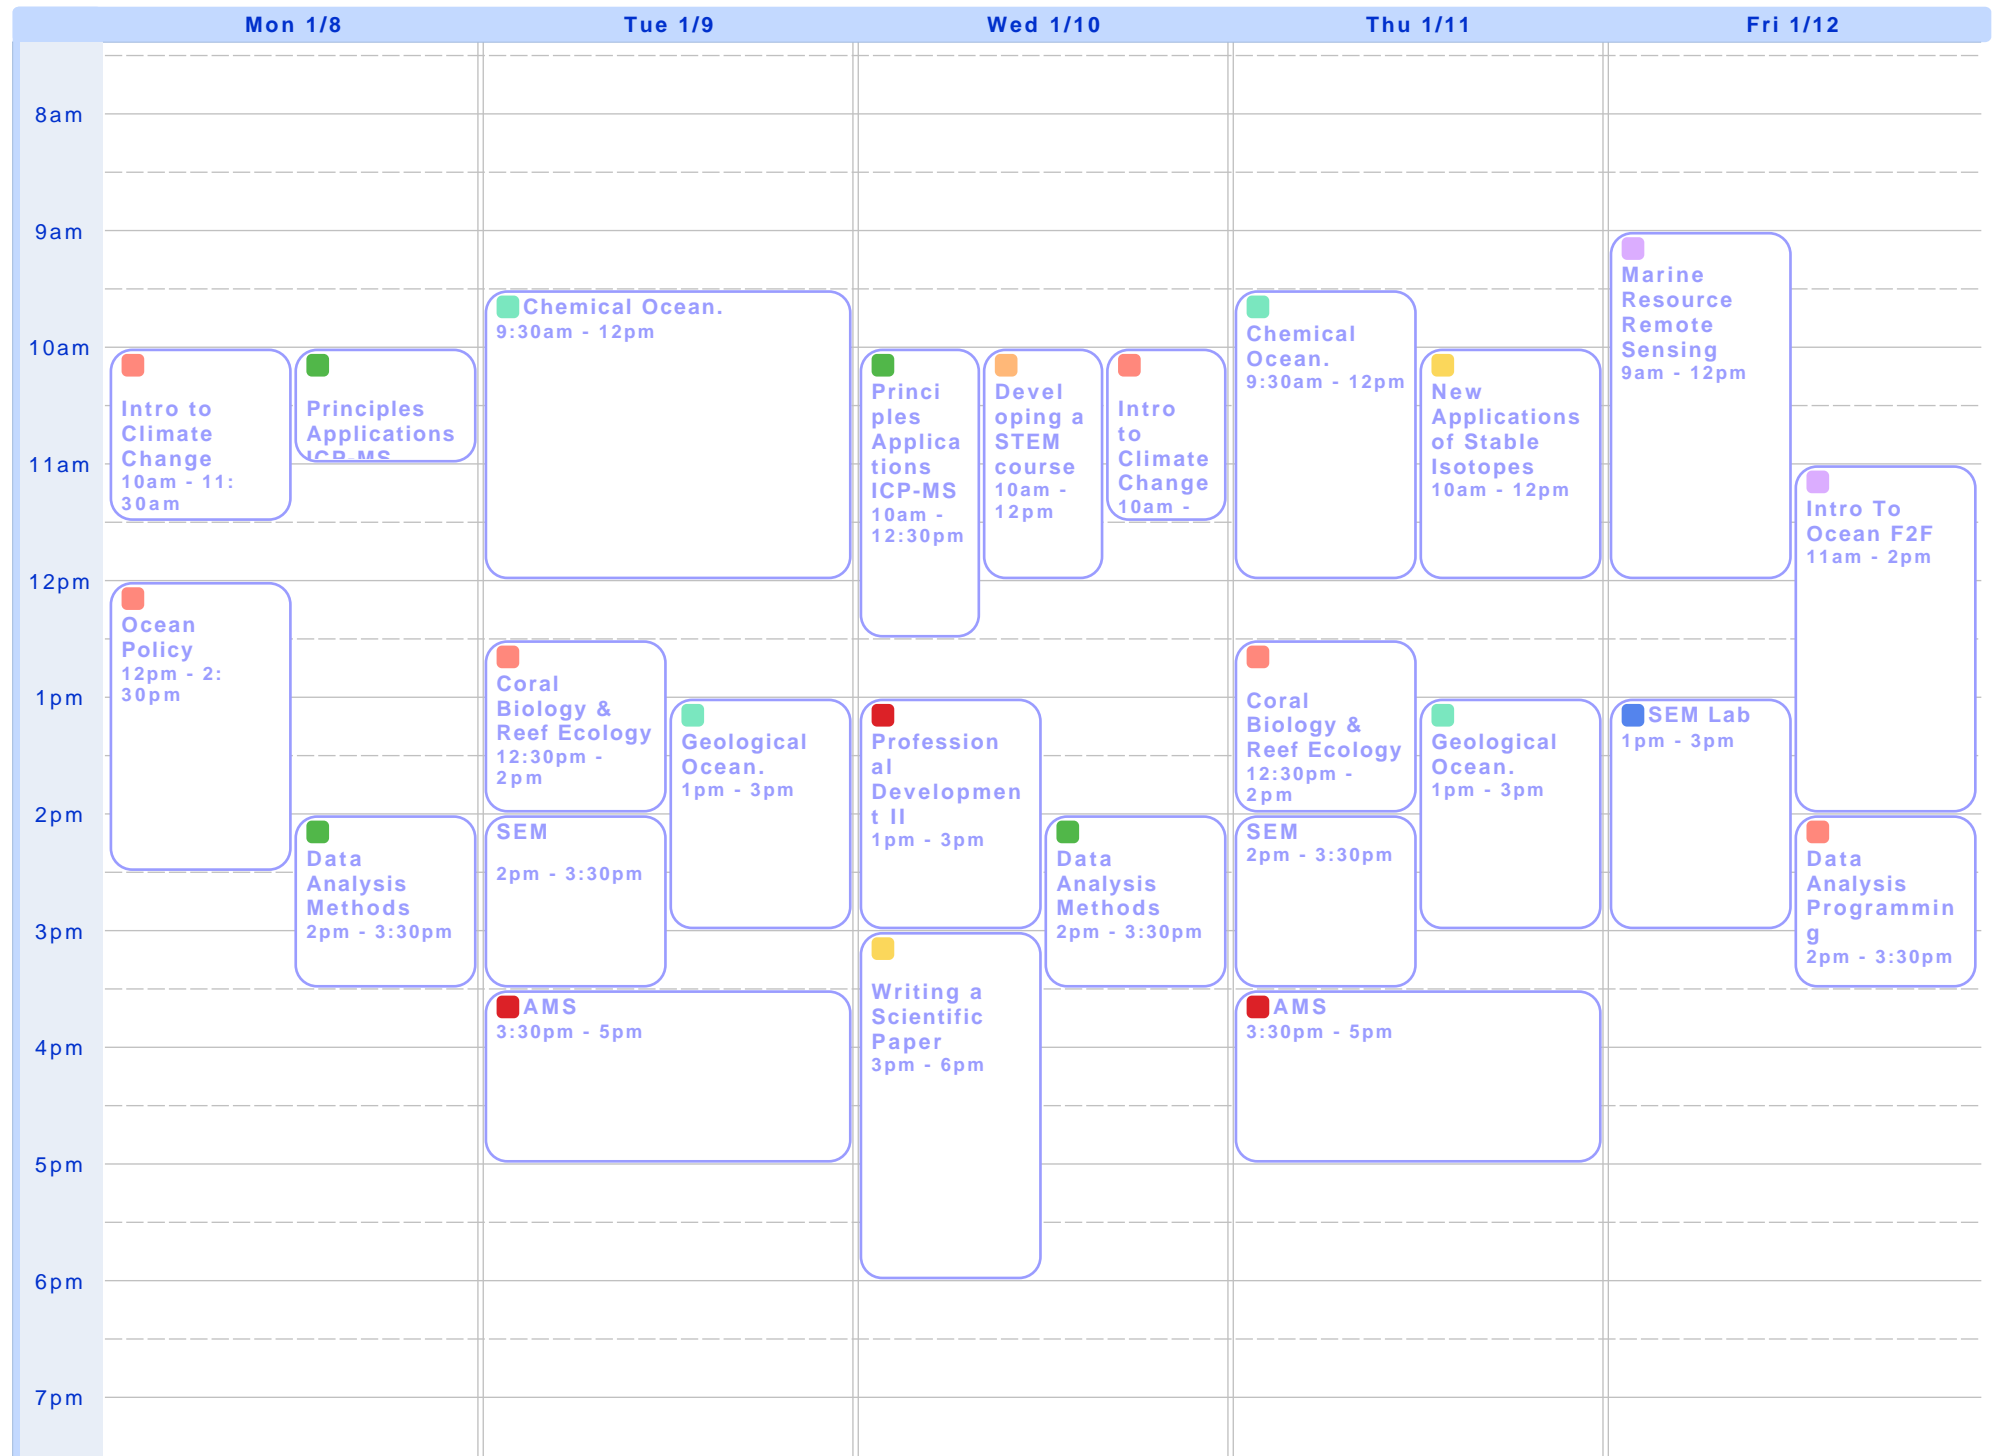 Mon 1/8
Tue 1/9
Wed 1/10
Thu 1/11
Fri 1/12
8am
9am
10am
11am
12pm
1pm
2pm
3pm
4pm
5pm
6pm
7pm
Intro to
Climate
Change
10am - 11:
30am
Principles
Applications
ICP-MS
Ocean
Policy
12pm - 2:
30pm
Data
Analysis
Methods
2pm - 3:30pm
Chemical Ocean.
9:30am - 12pm
Coral
Biology &
Reef Ecology
12:30pm -
2pm
Geological
Ocean.
1pm - 3pm
SEM
2pm - 3:30pm
AMS
3:30pm - 5pm
Princi
ples
Applica
tions
ICP-MS
10am -
12:30pm
Devel
oping a
STEM
course
10am -
12pm
Intro
to
Climate
Change
10am -
Profession
al
Developmen
t II
1pm - 3pm
Data
Analysis
Methods
2pm - 3:30pm
Writing a
Scientific
Paper
3pm - 6pm
Chemical
Ocean.
9:30am - 12pm
New
Applications
of Stable
Isotopes
10am - 12pm
Coral
Biology &
Reef Ecology
12:30pm -
2pm
Geological
Ocean.
1pm - 3pm
SEM
2pm - 3:30pm
AMS
3:30pm - 5pm
Marine
Resource
Remote
Sensing
9am - 12pm
Intro To
Ocean F2F
11am - 2pm
SEM Lab
1pm - 3pm
Data
Analysis
Programmin
g
2pm - 3:30pm